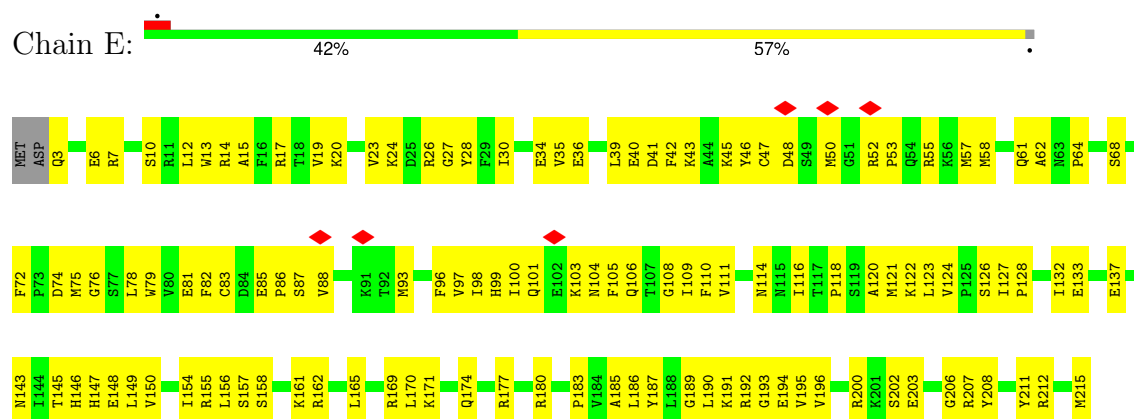 Chain E:
42% 57%
MET ASP Q3 E6 R7 S10 R11 L12 W13 R14 A15 F16 R17 T18 V19 K20 V23 K24 D25 R26 G27 Y28 F29 I30 E34 V35 E36 L39 E40 D41 F42 K43 A44 K45 Y46 C47 D48 S49 M50 G51 R52 P53 Q54 R55 K56 M57 M58 Q61 A62 N63 P64 S68
F72 P73 D74 M75 G76 S77 L78 W79 V80 E81 F82 C83 D84 E85 P86 S87 V88 K91 T92 M93 F96 V97 I98 H99 I100 Q101 E102 K103 N104 F105 Q106 T107 G108 I109 F110 V111 N114 N115 I116 T117 P118 S119 A120 M121 K122 L123 V124 P125 S126 I127 P128 I132 E133 E137
N143 I144 T145 H146 H147 E148 L149 V150 I154 R155 L156 S157 S158 K161 R162 L165 R169 L170 K171 Q174 R177 R180 P183 V184 A185 L186 Y187 L188 G189 L190 K191 R192 G193 E194 V195 V196 R200 K201 S202 E203 G206 R207 Y208 Y211 R212 M215